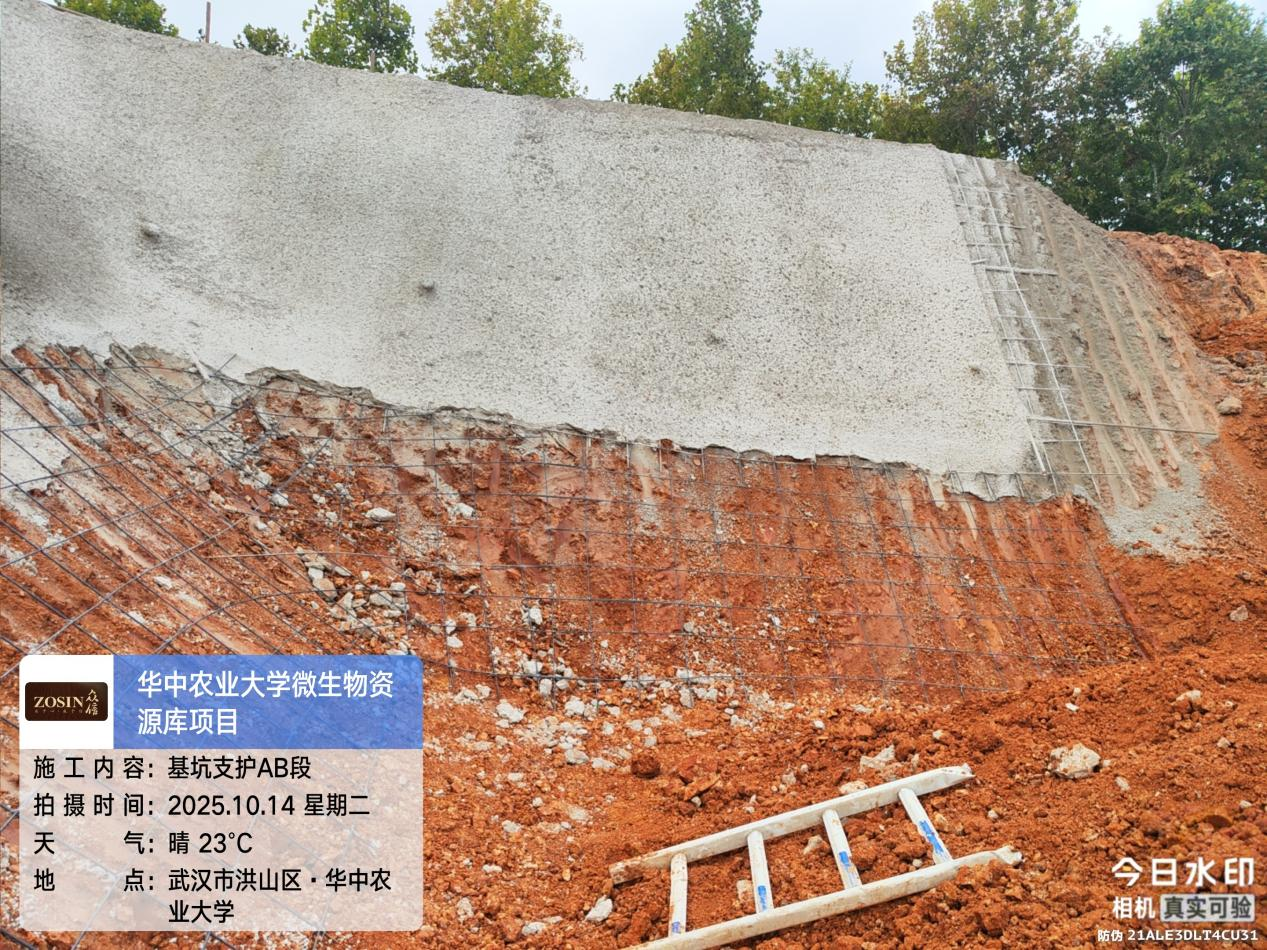 ZOSIN 众信
华中农业大学微生物资
源库项目
施工内容：基坑支护AB段
拍摄时间：2025.10.14 星期二
天气：晴 23°C
地点：武汉市洪山区·华中农
业大学
今日水印
相机 真实可验
防伪 21ALE3DLT4CU31